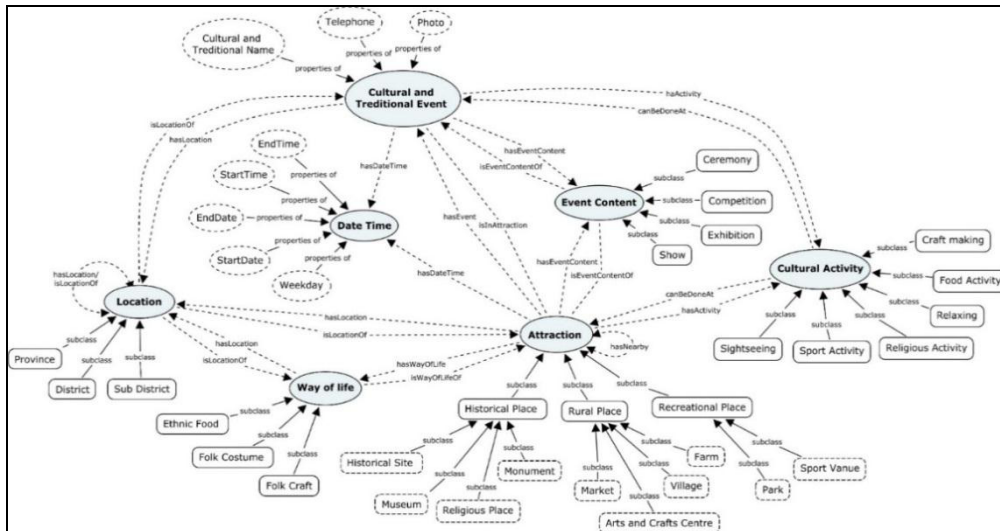 Telephone
Photo
Cultural and
Treditional Name
properties of
properties of
properties of
Cultural and
Treditional Event
haActivity
canBeDoneAt
isLocationOf
hasLocation
EndTime
hasEventContent
isEventContentOf
hasDateTime
Ceremony
subclass
StartTime
properties of
properties of
Event Content
subclass
Competition
EndDate
properties of
Date Time
hasEvent
isInAttraction
subclass
Exhibition
subclass
Show
properties of
StartDate
properties of
Weekday
hasDateTime
hasEventContent
isEventContentOf
subclass
Craft making
Cultural Activity
subclass
Food Activity
hasLocation/
isLocationOf
Location
canBeDoneAt
hasActivity
subclass
Relaxing
hasLocation
isLocationOf
Attraction
hasNearby
subclass
subclass
subclass
Sightseeing
Sport Activity
Religious Activity
Province
subclass
subclass
subclass
District
Sub District
hasLocation
isLocationOf
hasWayOfLife
isWayOfLifeOf
Way of life
subclass
subclass
subclass
Historical Place
Rural Place
Recreational Place
Ethnic Food
subclass
subclass
subclass
Folk Costume
Folk Craft
subclass
subclass
subclass
subclass
Historical Site
Museum
Religious Place
Monument
subclass
subclass
subclass
subclass
Farm
Market
Village
Arts and Crafts Centre
subclass
subclass
Sport Vanue
Park